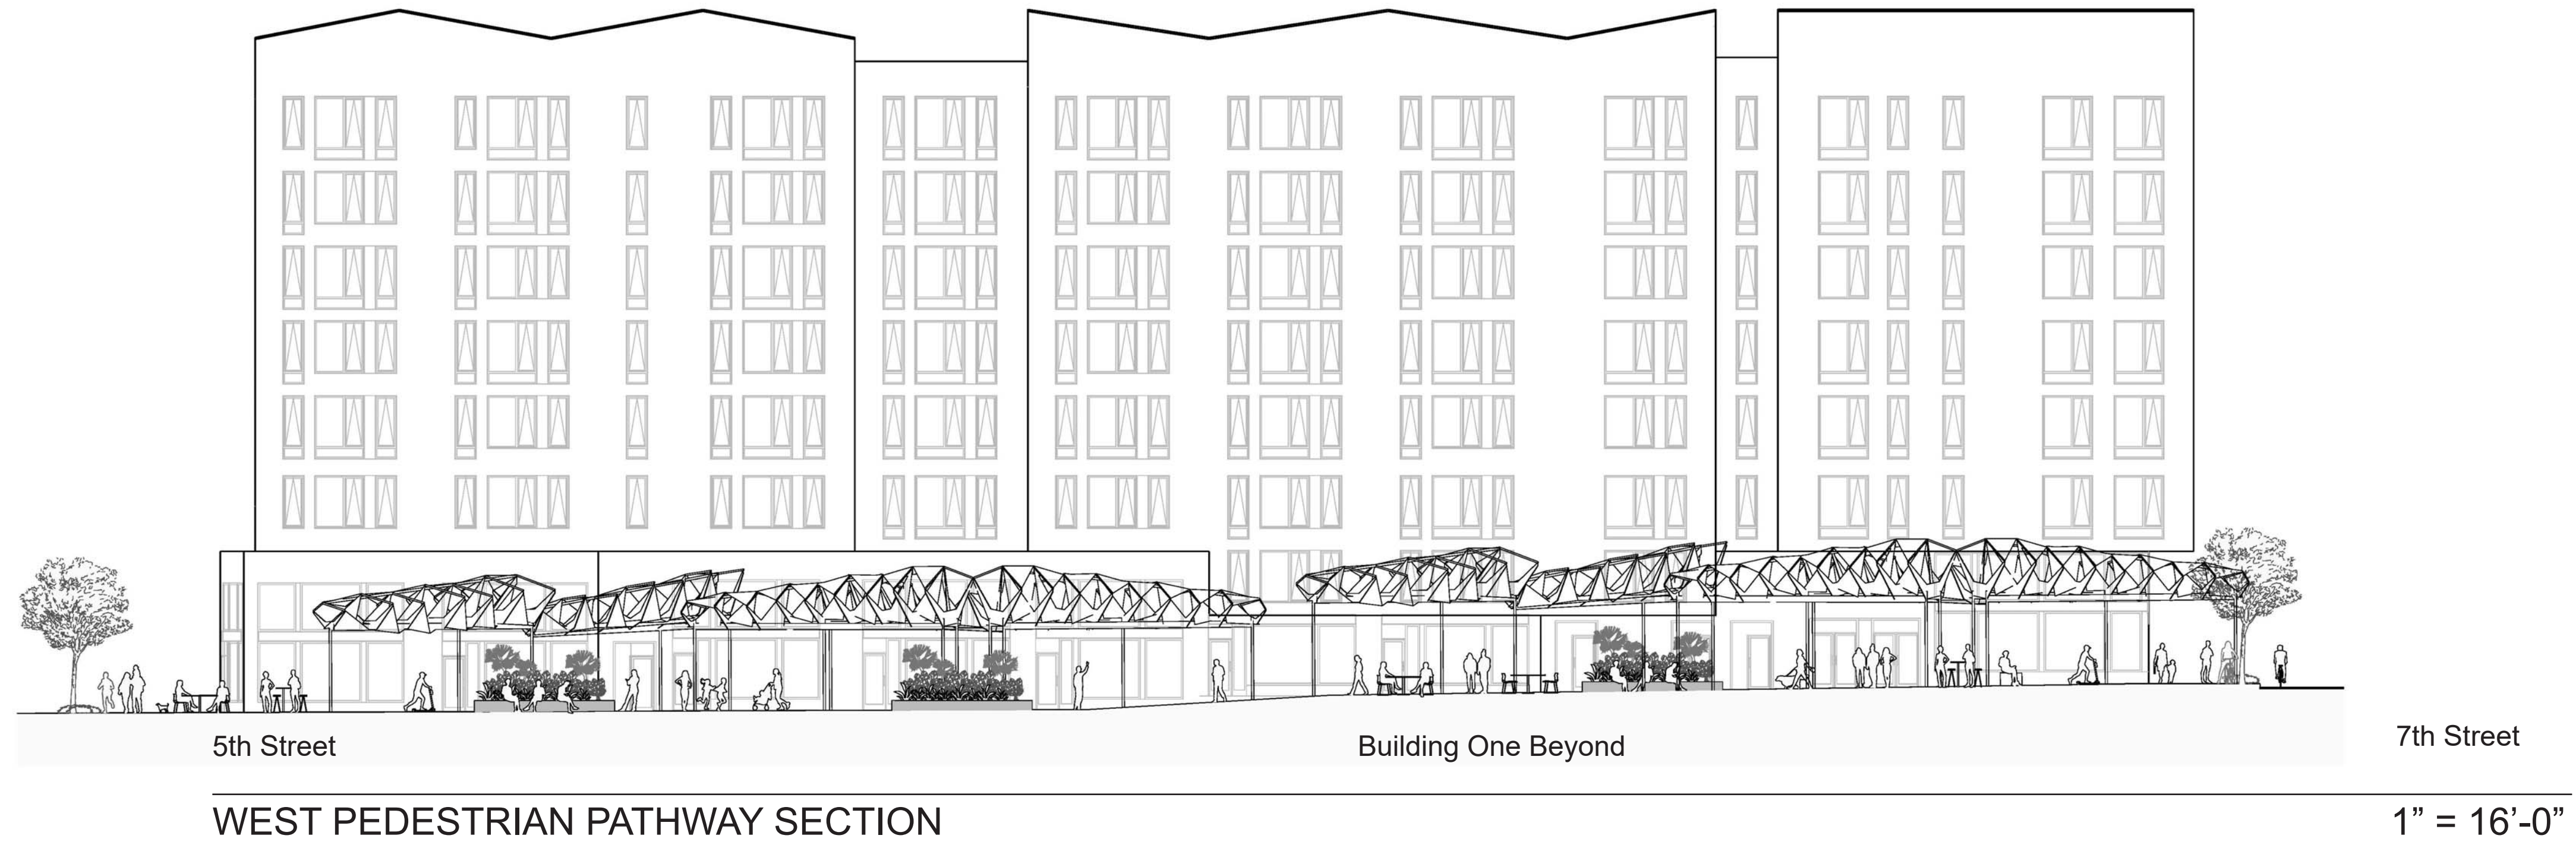 5th Street
Building One Beyond
7th Street
WEST PEDESTRIAN PATHWAY SECTION
1” = 16’-0”